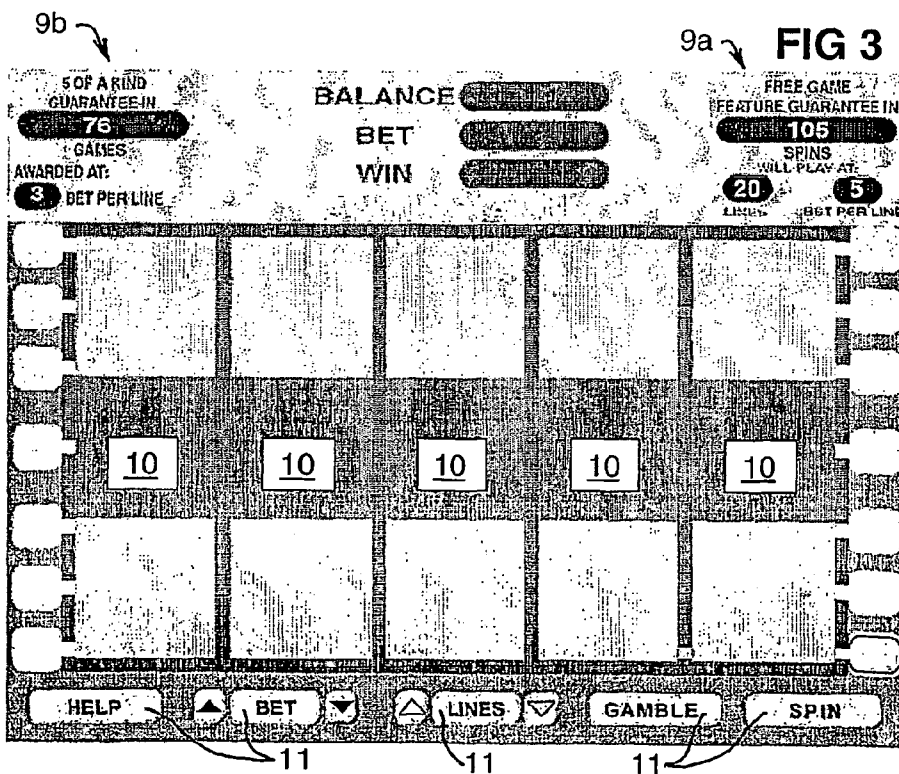 9b
9a
FIG 3
5 OF A KIND
GUARANTEE IN
76
GAMES
AWARDED AT:
3 BET PER LINE
BALANCE
BET
WIN
FREE GAME
FEATURE GUARANTEE IN
105
SPINS
WILL PLAY AT:
20 5
LINES BET PER LINE
10 10 10 10 10
HELP BET LINES GAMBLE SPIN
11 11 11